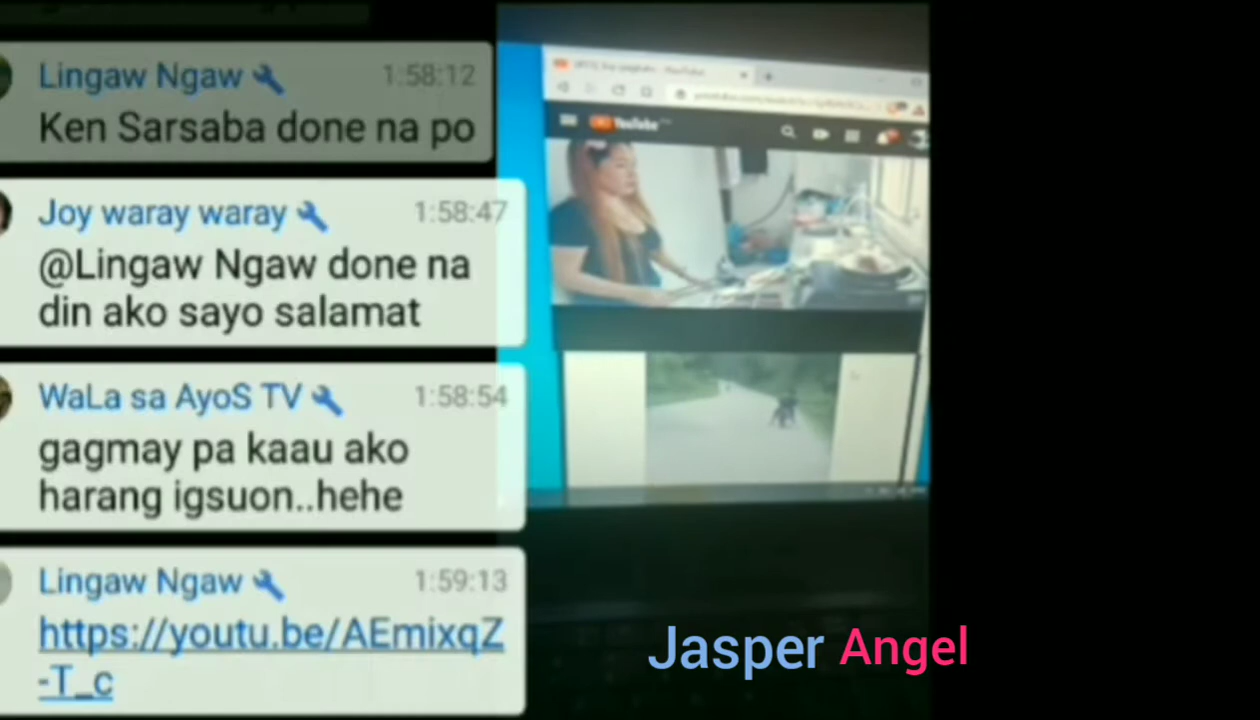 Lingaw Ngaw 1:58:12
Ken Sarsaba done na po
Joy waray waray 1:58:47
@Lingaw Ngaw done na
din ako sayo salamat
WaLa sa AyoS TV 1:58:54
gagmay pa kaau ako
harang igsuon..hehe
Lingaw Ngaw 1:59:13
https://youtu.be/AEmixqZ
-T_c
YouTube
Jasper Angel